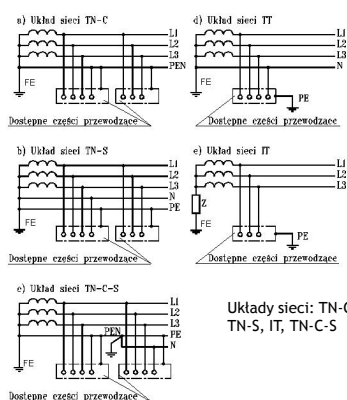 a) Układ sieci TN-C
L1
L2
L3
PEN
FE
Dostępne części przewodzące
d) Układ sieci TT
L1
L2
L3
N
FE
PE
Dostępne części przewodzące
b) Układ sieci TN-S
L1
L2
L3
N
PE
FE
Dostępne części przewodzące
e) Układ sieci IT
L1
L2
L3
Z
FE
PE
Dostępne części przewodzące
c) Układ sieci TN-C-S
L1
L2
L3
PE
PEN
N
FE
Dostępne części przewodzące
Układy sieci: TN-C
TN-S, IT, TN-C-S